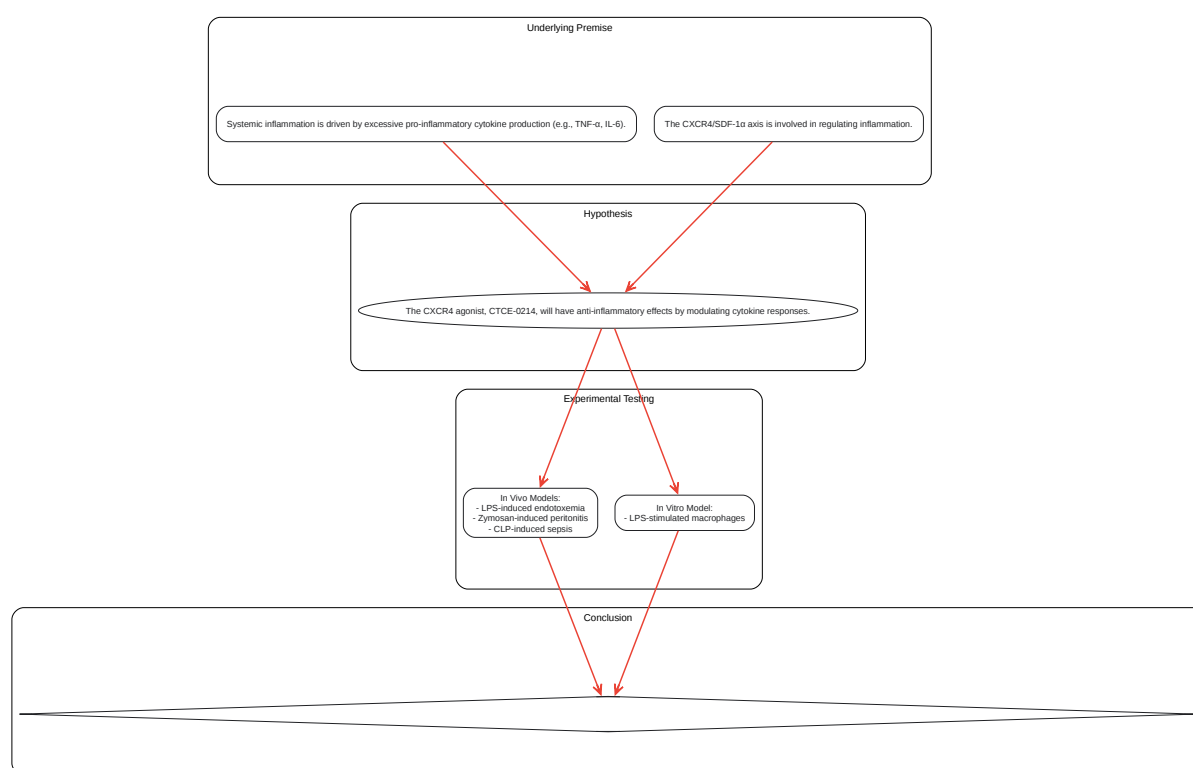 Underlying Premise
Systemic inflammation is driven by excessive pro-inflammatory cytokine production (e.g., TNF-α, IL-6).
The CXCR4/SDF-1α axis is involved in regulating inflammation.
Hypothesis
The CXCR4 agonist, CTCE-0214, will have anti-inflammatory effects by modulating cytokine responses.
Experimental Testing
In Vivo Models:
- LPS-induced endotoxemia
- Zymosan-induced peritonitis
- CLP-induced sepsis
In Vitro Model:
- LPS-stimulated macrophages
Conclusion